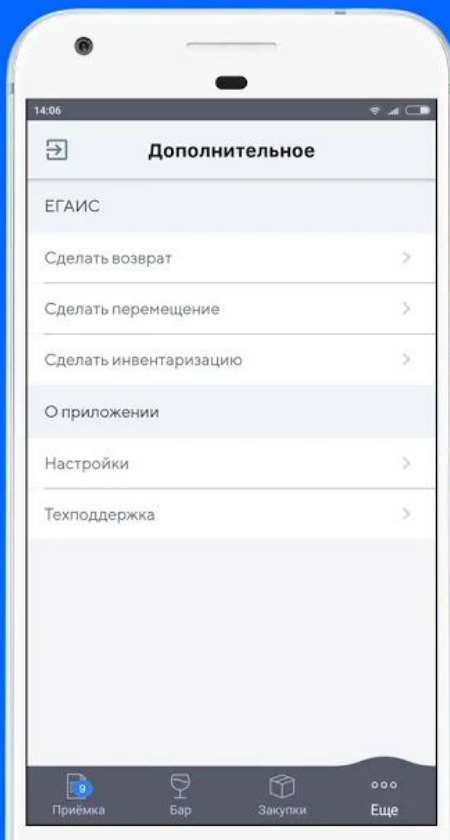 14:06
Дополнительное
ЕГАИС
Сделать возврат
Сделать перемещение
Сделать инвентаризацию
О приложении
Настройки
Техподдержка
9
Приёмка Бар Закупки Еще